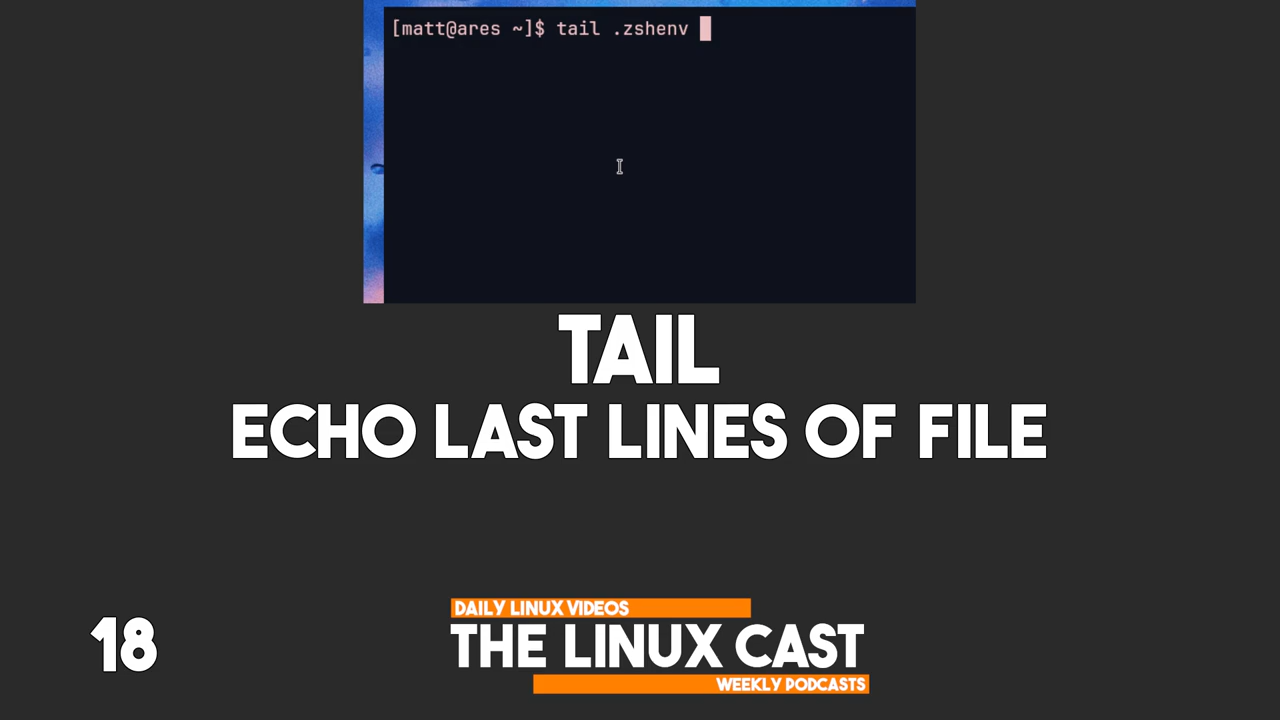 [matt@ares ~]$ tail .zshenv
TAIL
ECHO LAST LINES OF FILE
18
DAILY LINUX VIDEOS
THE LINUX CAST
WEEKLY PODCASTS